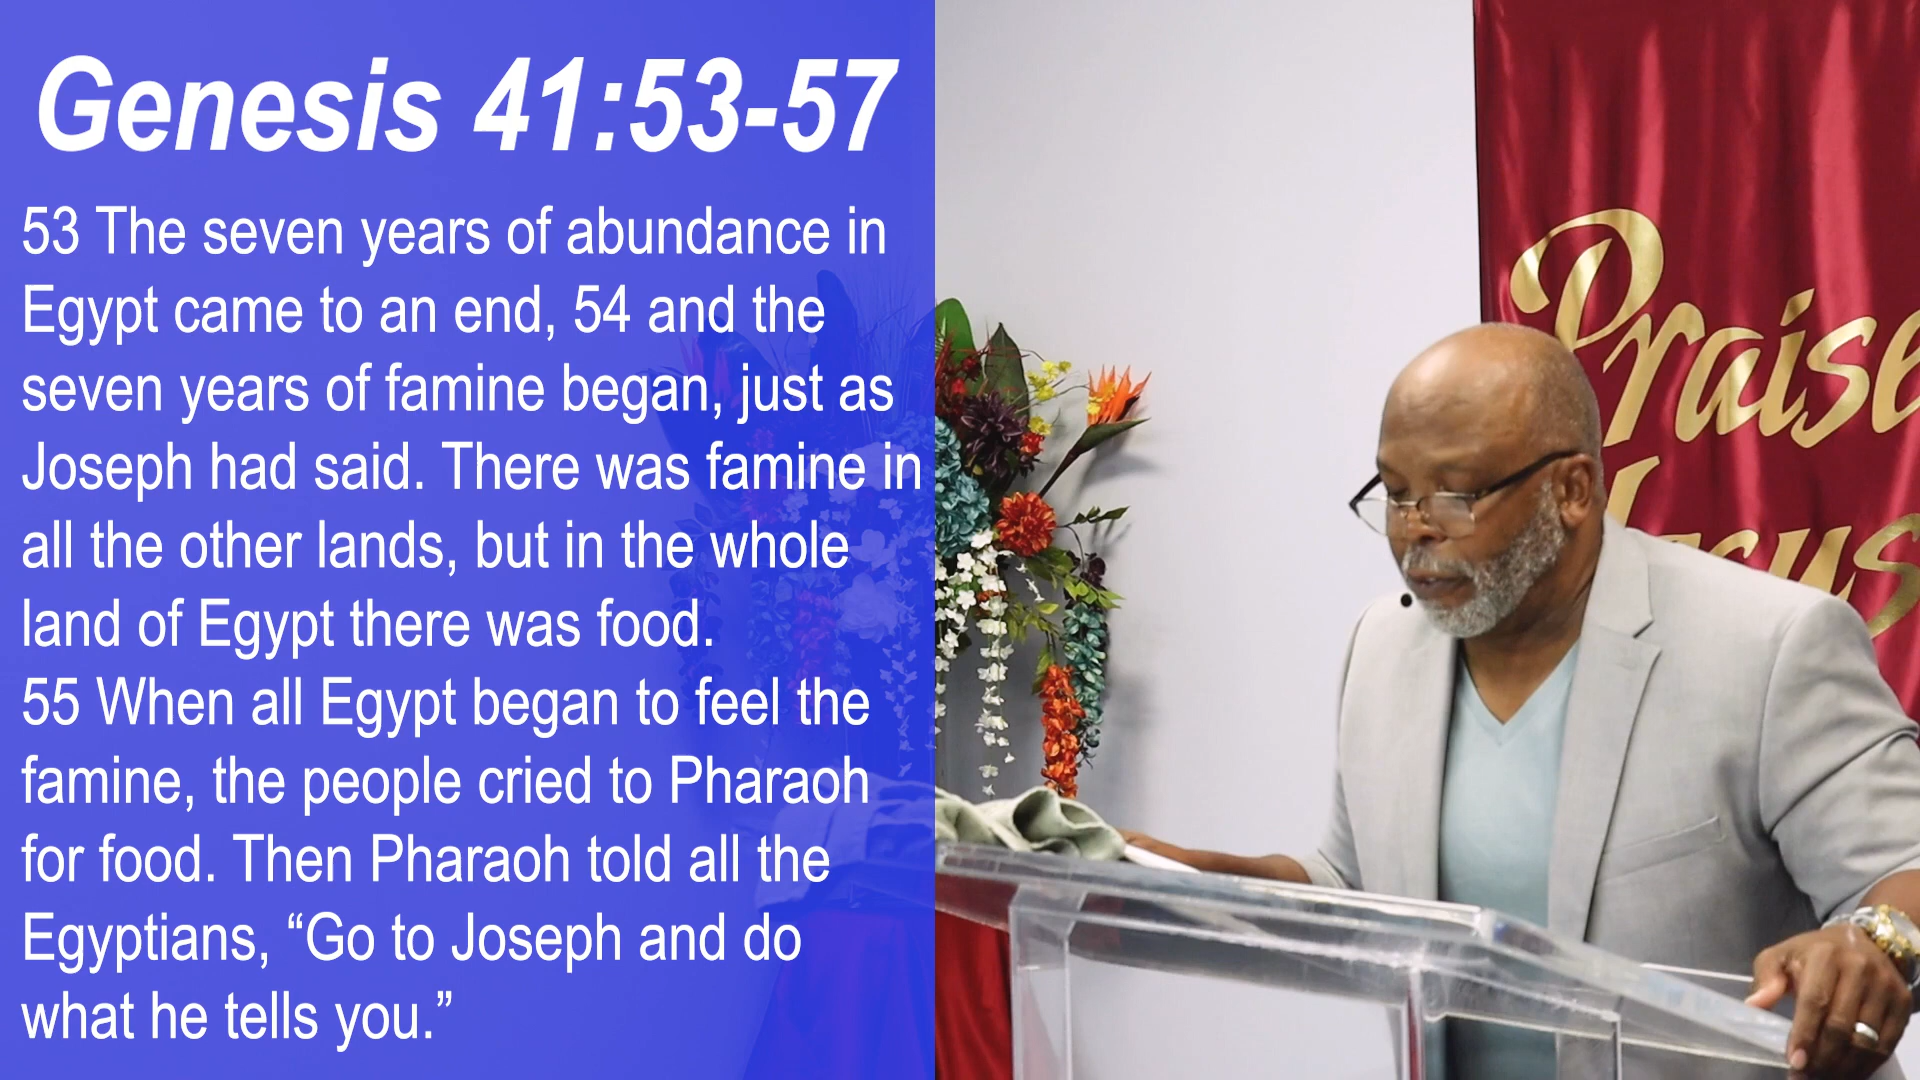 Genesis 41:53-57
53 The seven years of abundance in
Egypt came to an end, 54 and the
seven years of famine began, just as
Joseph had said. There was famine in
all the other lands, but in the whole
land of Egypt there was food.
55 When all Egypt began to feel the
famine, the people cried to Pharaoh
for food. Then Pharaoh told all the
Egyptians, “Go to Joseph and do
what he tells you.”
Praise
Jesus